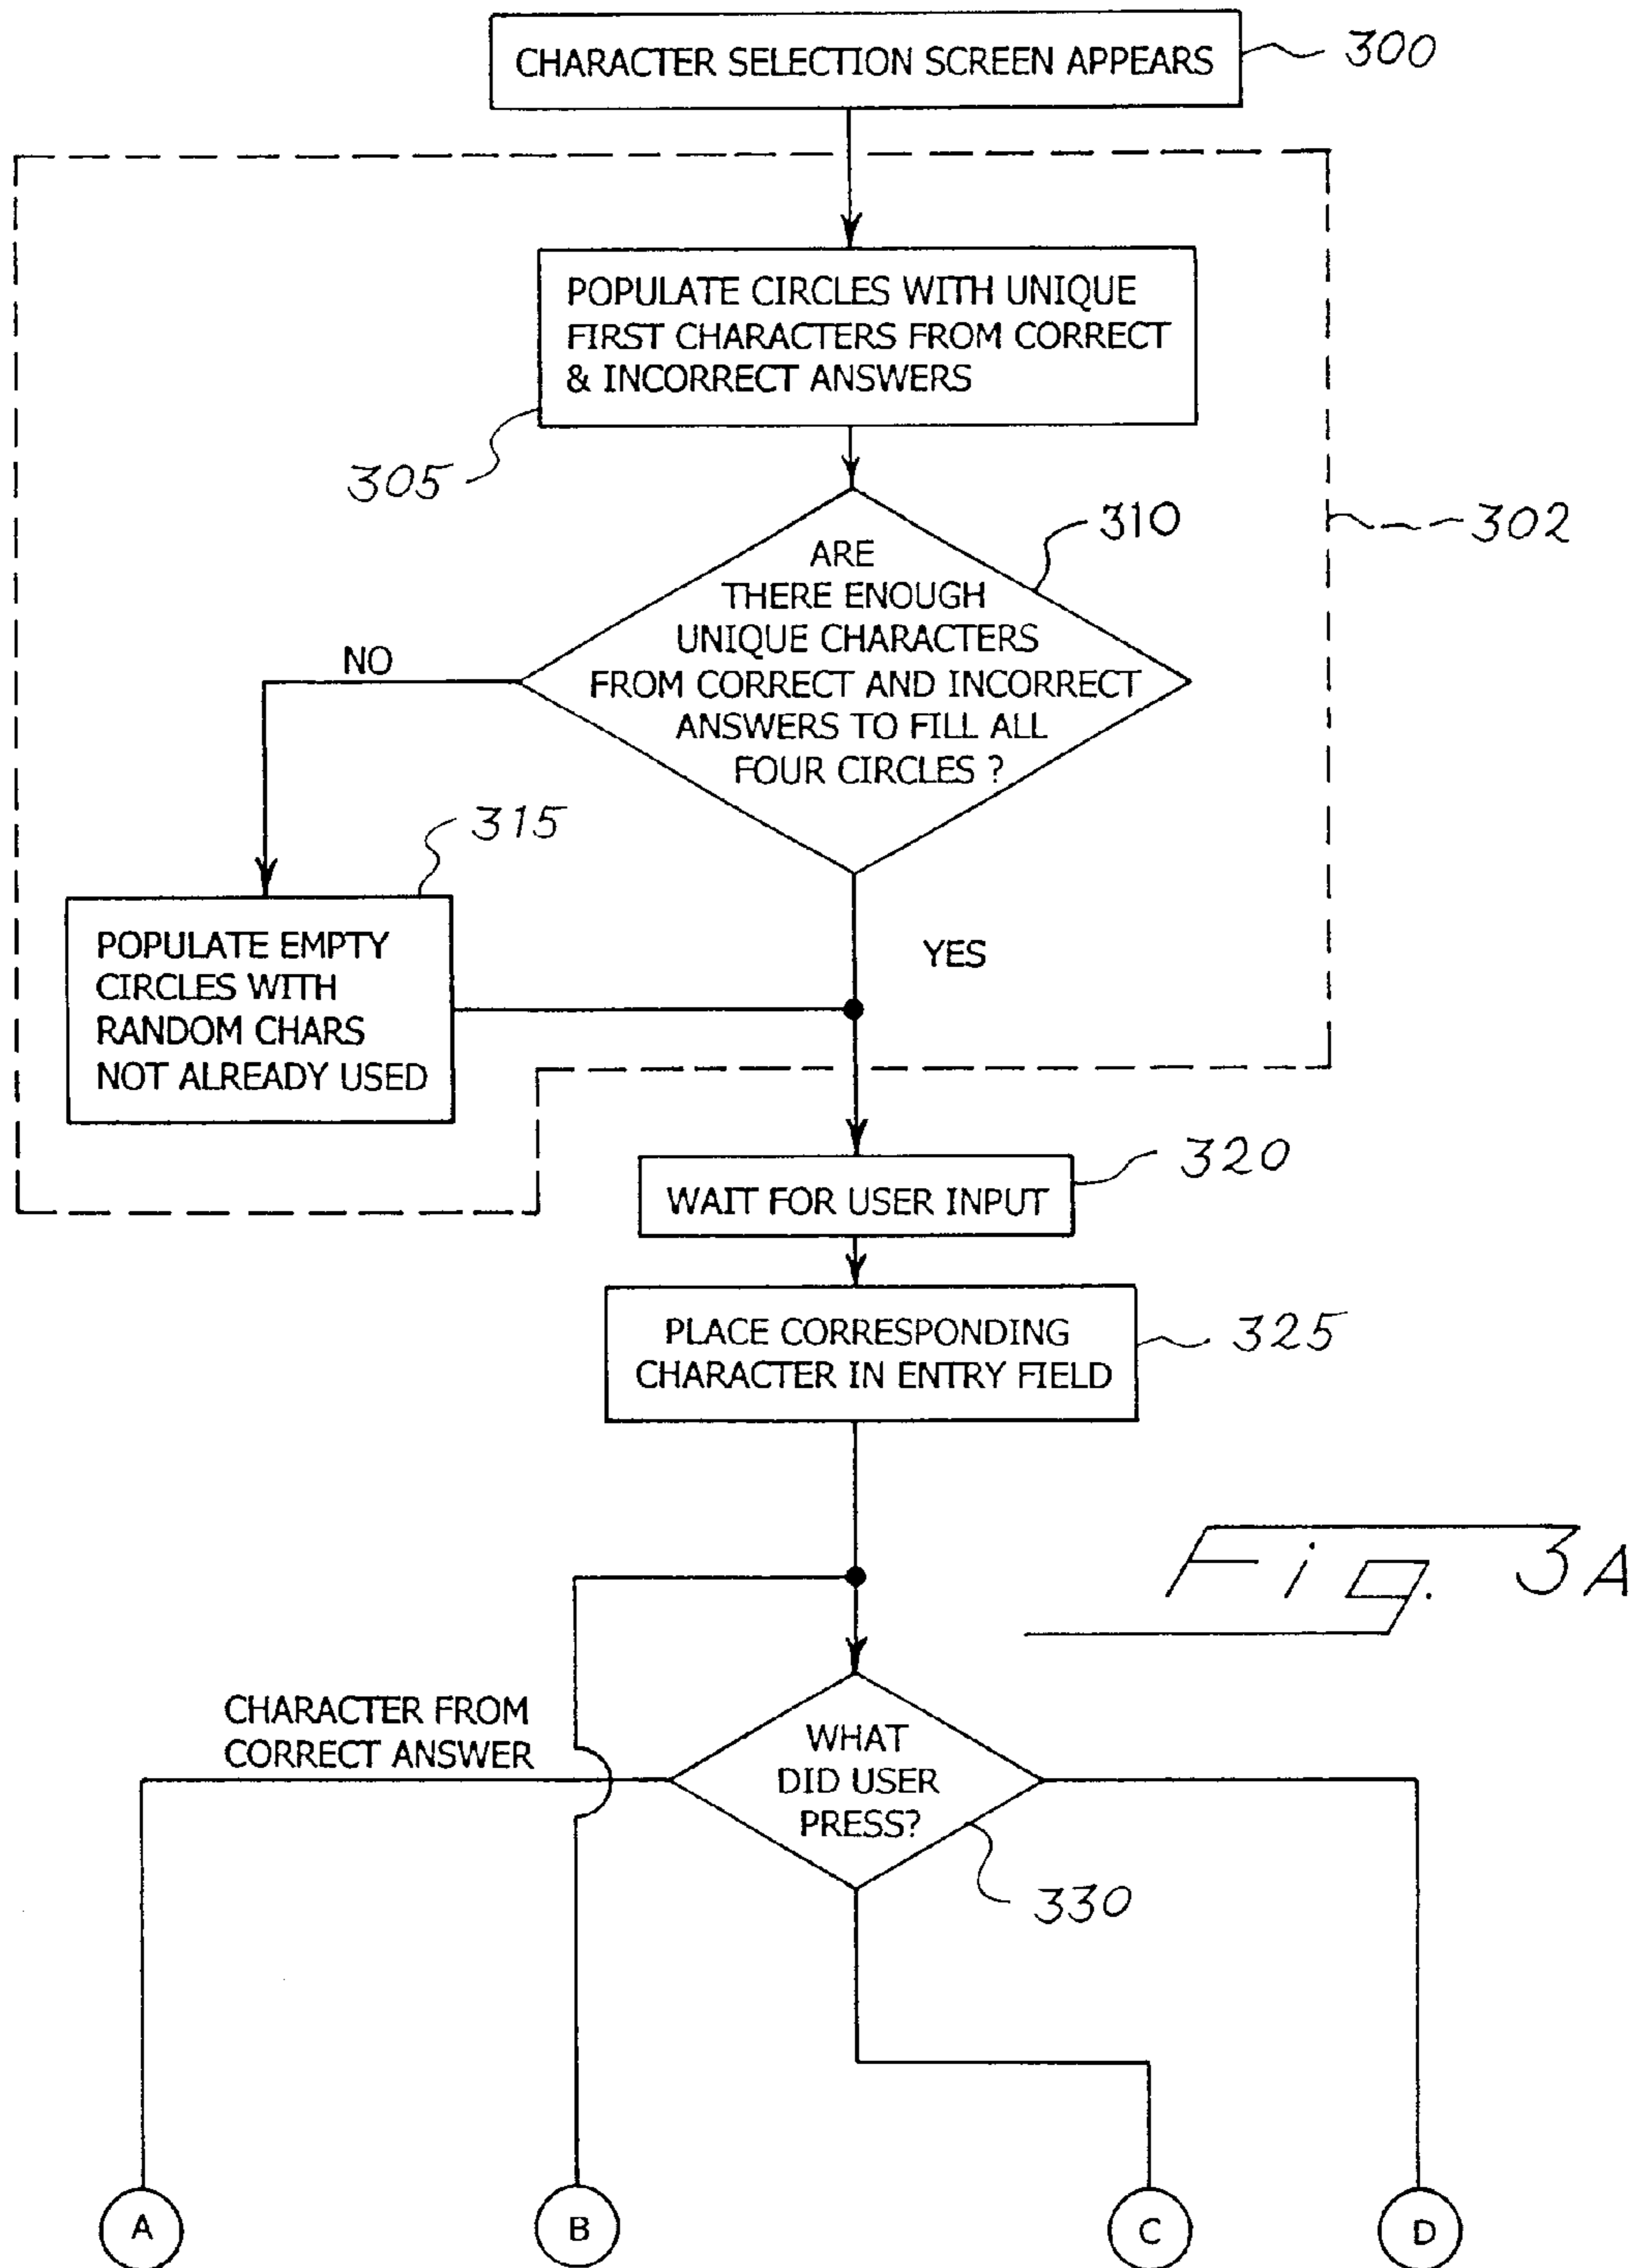 CHARACTER SELECTION SCREEN APPEARS
300
POPULATE CIRCLES WITH UNIQUE
FIRST CHARACTERS FROM CORRECT
& INCORRECT ANSWERS
305
302
310
ARE
THERE ENOUGH
UNIQUE CHARACTERS
FROM CORRECT AND INCORRECT
ANSWERS TO FILL ALL
FOUR CIRCLES ?
NO
315
YES
POPULATE EMPTY
CIRCLES WITH
RANDOM CHARS
NOT ALREADY USED
320
WAIT FOR USER INPUT
PLACE CORRESPONDING
CHARACTER IN ENTRY FIELD
325
Fig. 3A
CHARACTER FROM
CORRECT ANSWER
WHAT
DID USER
PRESS?
330
A
B
C
D